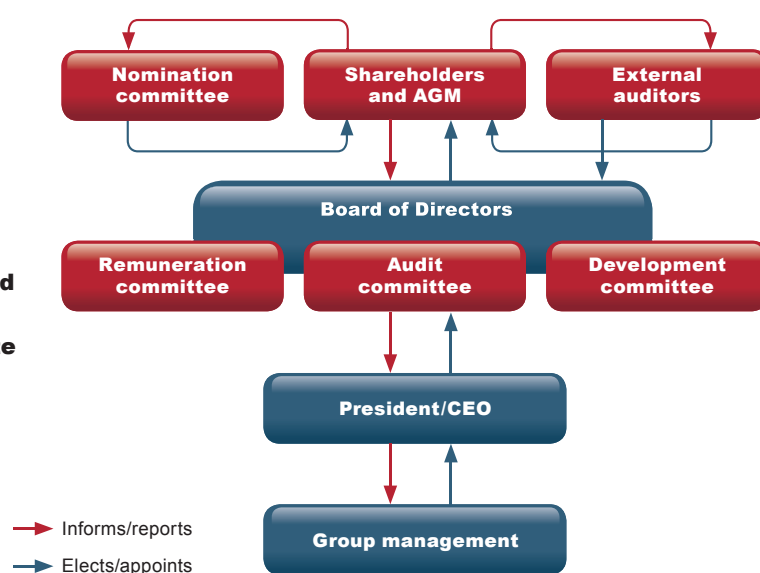 Nomination
committee
Shareholders
and AGM
External
auditors
Board of Directors
Remuneration
committee
Audit
committee
Development
committee
President/CEO
Group management
Informs/reports
Elects/appoints